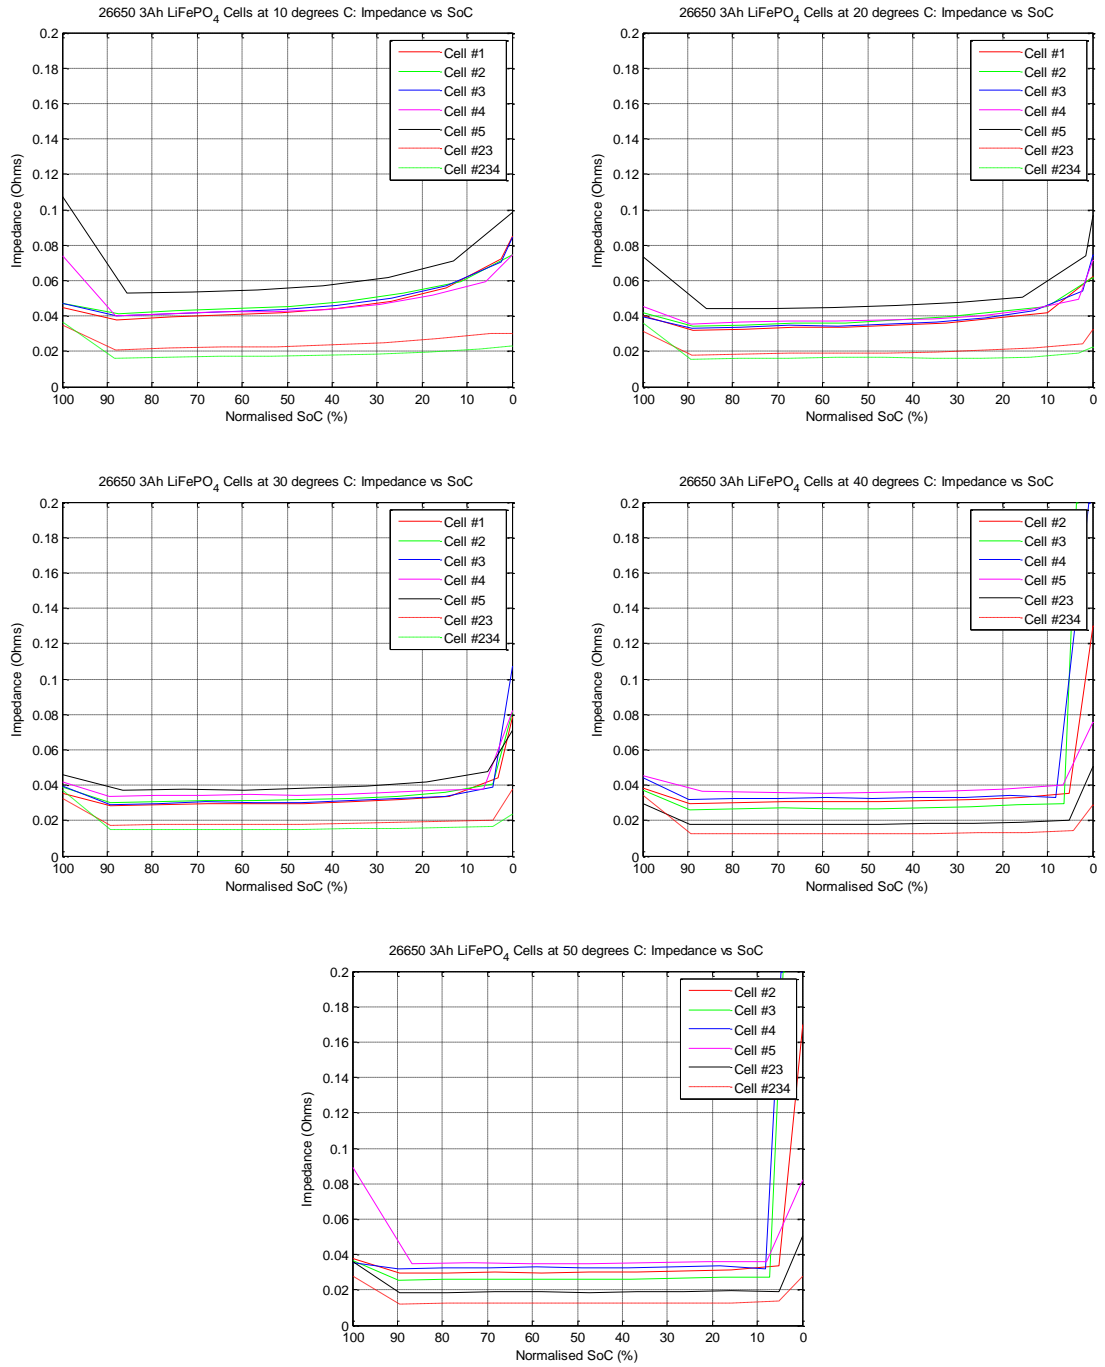 26650 3Ah LiFePO4 Cells at 10 degrees C: Impedance vs SoC
0.2
0.18
0.16
0.14
0.12
0.1
0.08
0.06
0.04
0.02
0
Impedance (Ohms)
Cell #1
Cell #2
Cell #3
Cell #4
Cell #5
Cell #23
Cell #234
100 90 80 70 60 50 40 30 20 10 0
Normalised SoC (%)
26650 3Ah LiFePO4 Cells at 20 degrees C: Impedance vs SoC
0.2
0.18
0.16
0.14
0.12
0.1
0.08
0.06
0.04
0.02
0
Impedance (Ohms)
Cell #1
Cell #2
Cell #3
Cell #4
Cell #5
Cell #23
Cell #234
100 90 80 70 60 50 40 30 20 10 0
Normalised SoC (%)
26650 3Ah LiFePO4 Cells at 30 degrees C: Impedance vs SoC
0.2
0.18
0.16
0.14
0.12
0.1
0.08
0.06
0.04
0.02
0
Impedance (Ohms)
Cell #1
Cell #2
Cell #3
Cell #4
Cell #5
Cell #23
Cell #234
100 90 80 70 60 50 40 30 20 10 0
Normalised SoC (%)
26650 3Ah LiFePO4 Cells at 40 degrees C: Impedance vs SoC
0.2
0.18
0.16
0.14
0.12
0.1
0.08
0.06
0.04
0.02
0
Impedance (Ohms)
Cell #2
Cell #3
Cell #4
Cell #5
Cell #23
Cell #234
100 90 80 70 60 50 40 30 20 10 0
Normalised SoC (%)
26650 3Ah LiFePO4 Cells at 50 degrees C: Impedance vs SoC
0.2
0.18
0.16
0.14
0.12
0.1
0.08
0.06
0.04
0.02
0
Impedance (Ohms)
Cell #2
Cell #3
Cell #4
Cell #5
Cell #23
Cell #234
100 90 80 70 60 50 40 30 20 10 0
Normalised SoC (%)